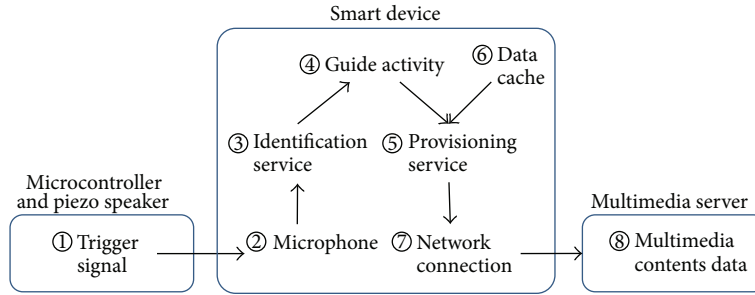 Smart device
④ Guide activity
⑥ Data
cache
③ Identification
service
⑤ Provisioning
service
Microcontroller
and piezo speaker
① Trigger
signal
② Microphone
⑦ Network
connection
Multimedia server
⑧ Multimedia
contents data